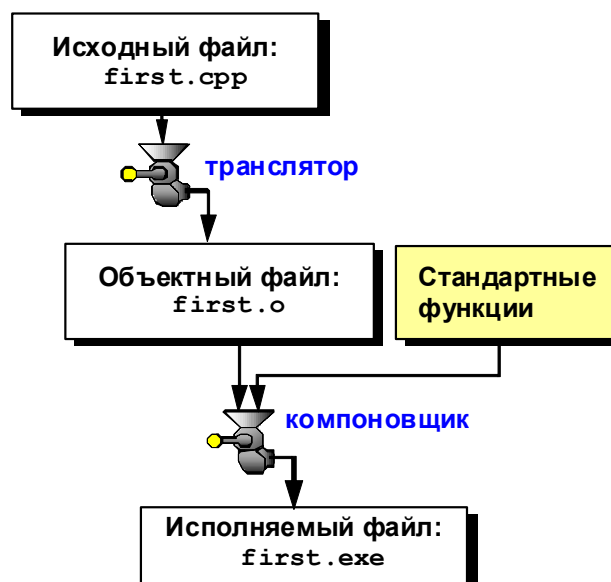 Исходный файл:
first.cpp
транслятор
Объектный файл:
first.o
Стандартные
функции
компоновщик
Исполняемый файл:
first.exe